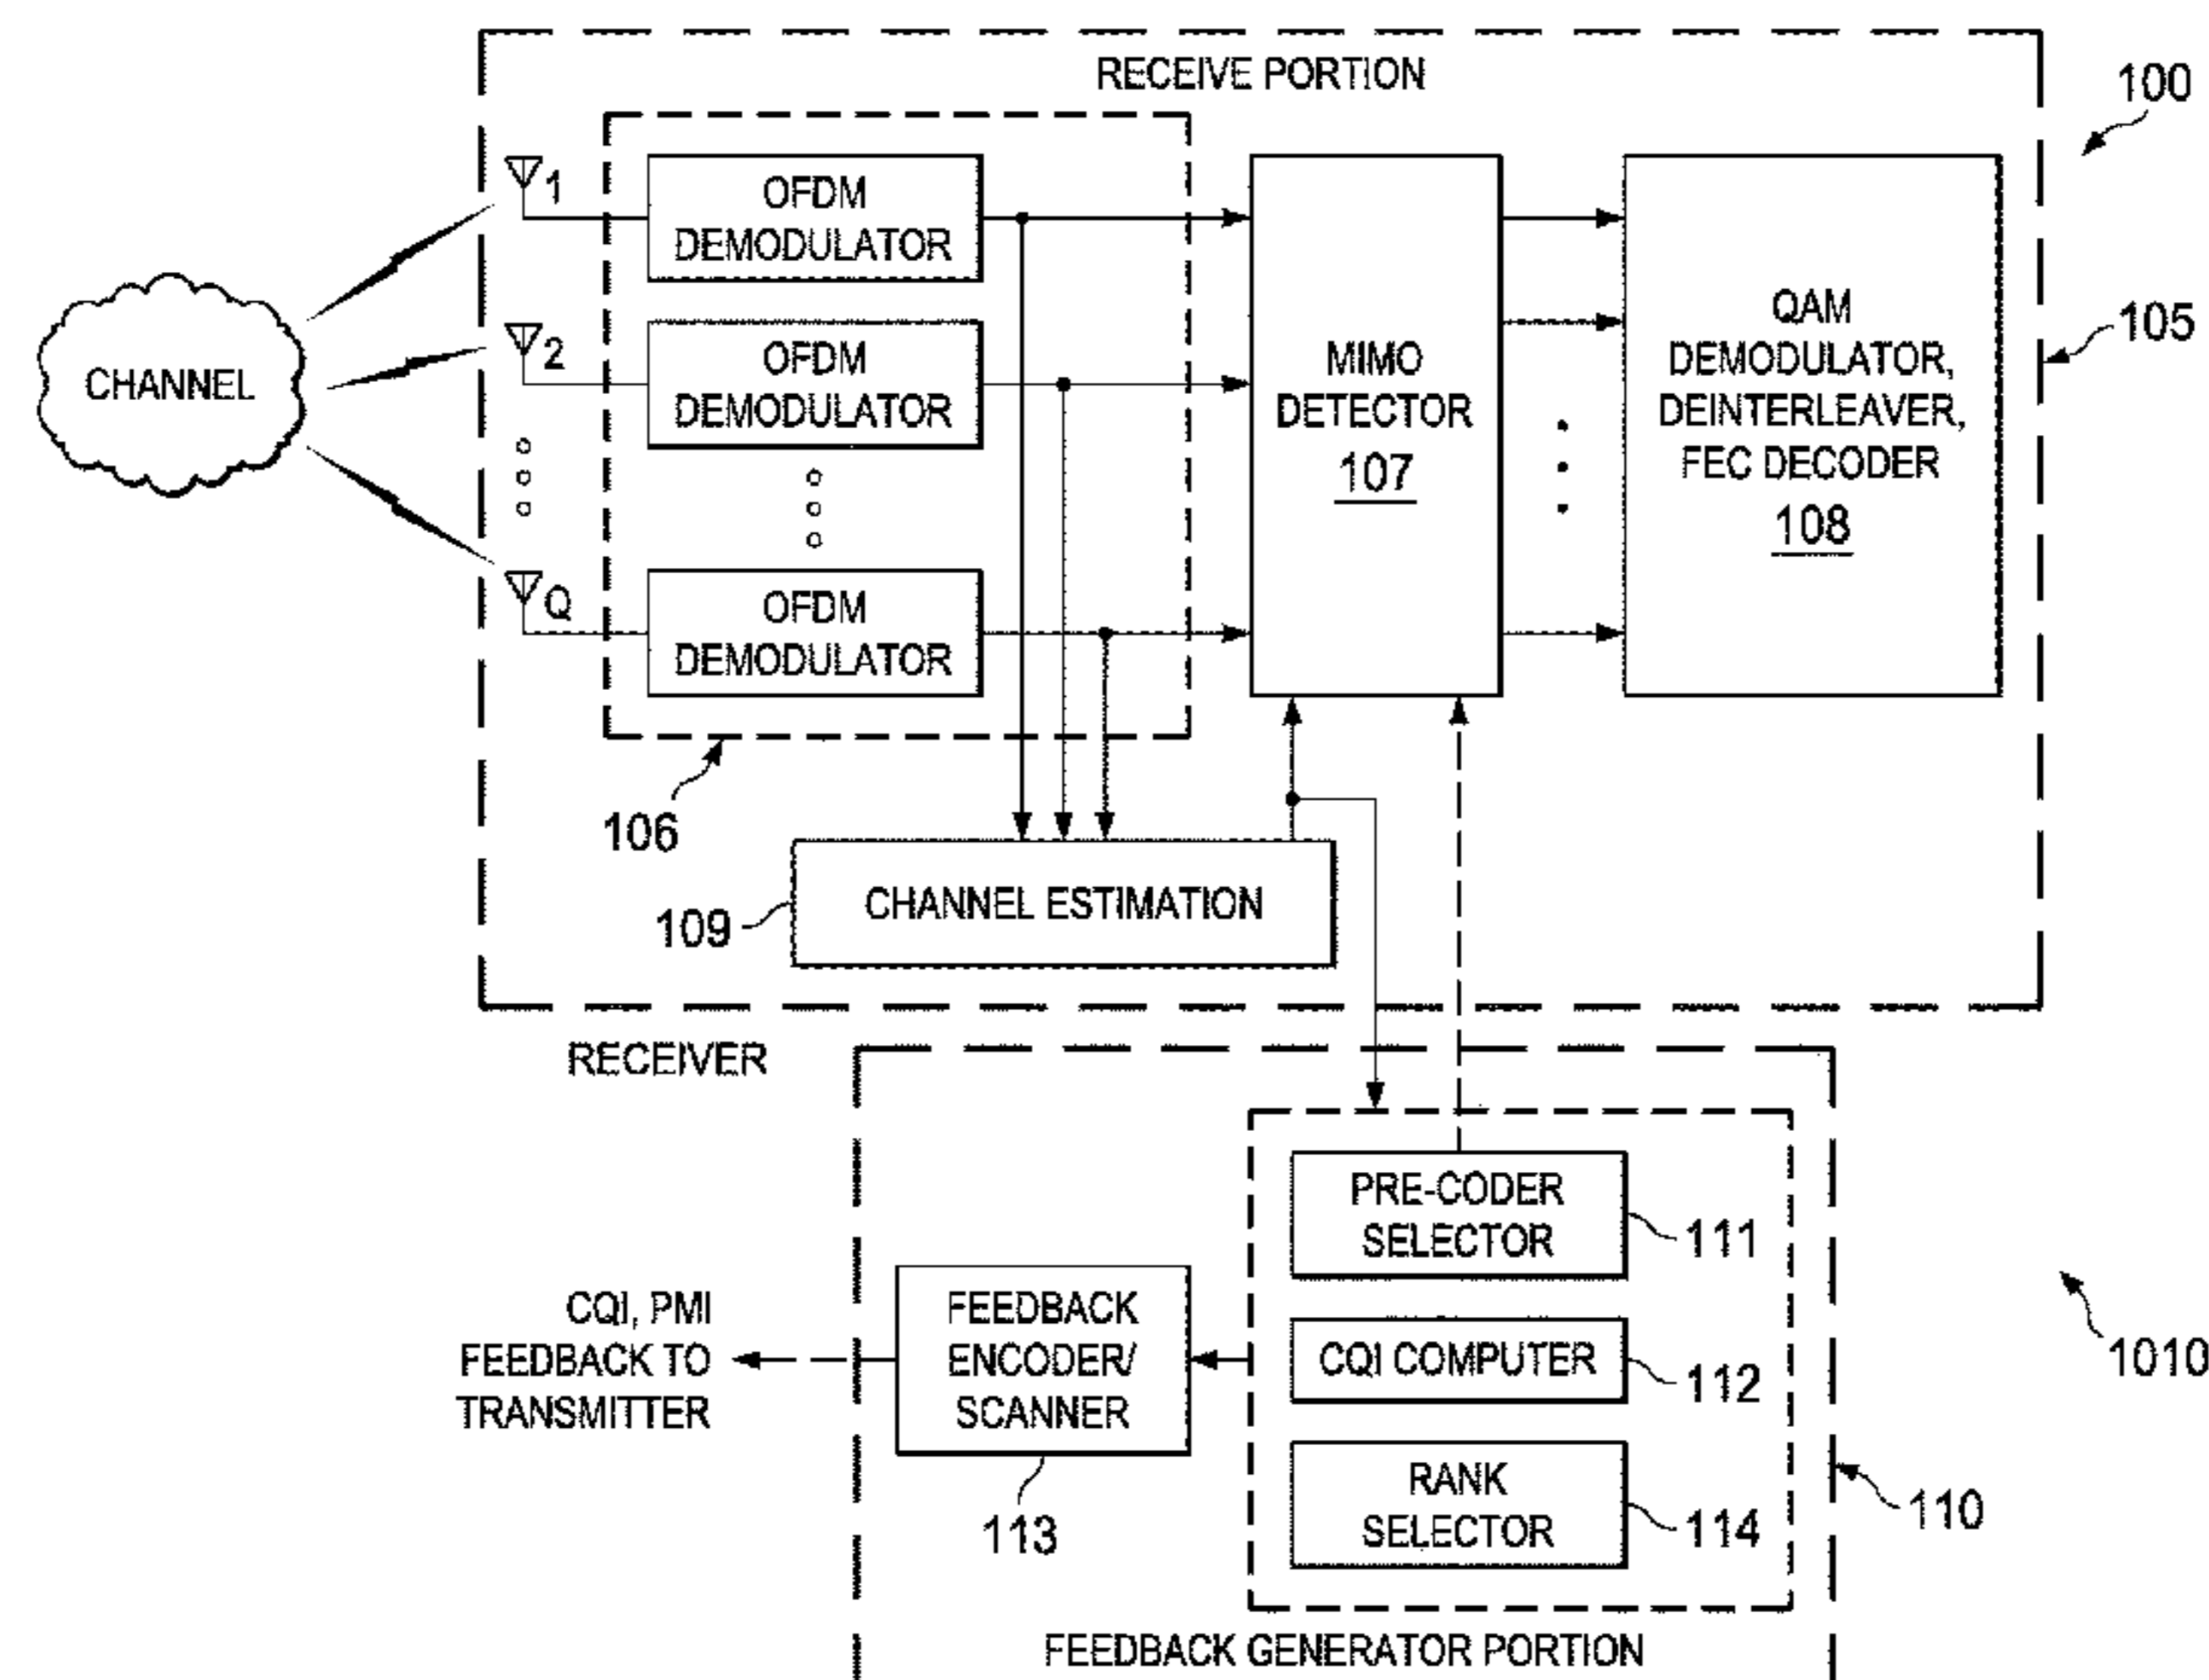 RECEIVE PORTION
100
1
OFDM
DEMODULATOR
2
OFDM
DEMODULATOR
Q
OFDM
DEMODULATOR
CHANNEL
MIMO
DETECTOR
107
QAM
DEMODULATOR,
DEINTERLEAVER,
FEC DECODER
108
105
106
109
CHANNEL ESTIMATION
RECEIVER
PRE-CODER
SELECTOR
111
CQI COMPUTER
112
RANK
SELECTOR
114
1010
110
CQI, PMI
FEEDBACK TO
TRANSMITTER
FEEDBACK
ENCODER/
SCANNER
113
FEEDBACK GENERATOR PORTION